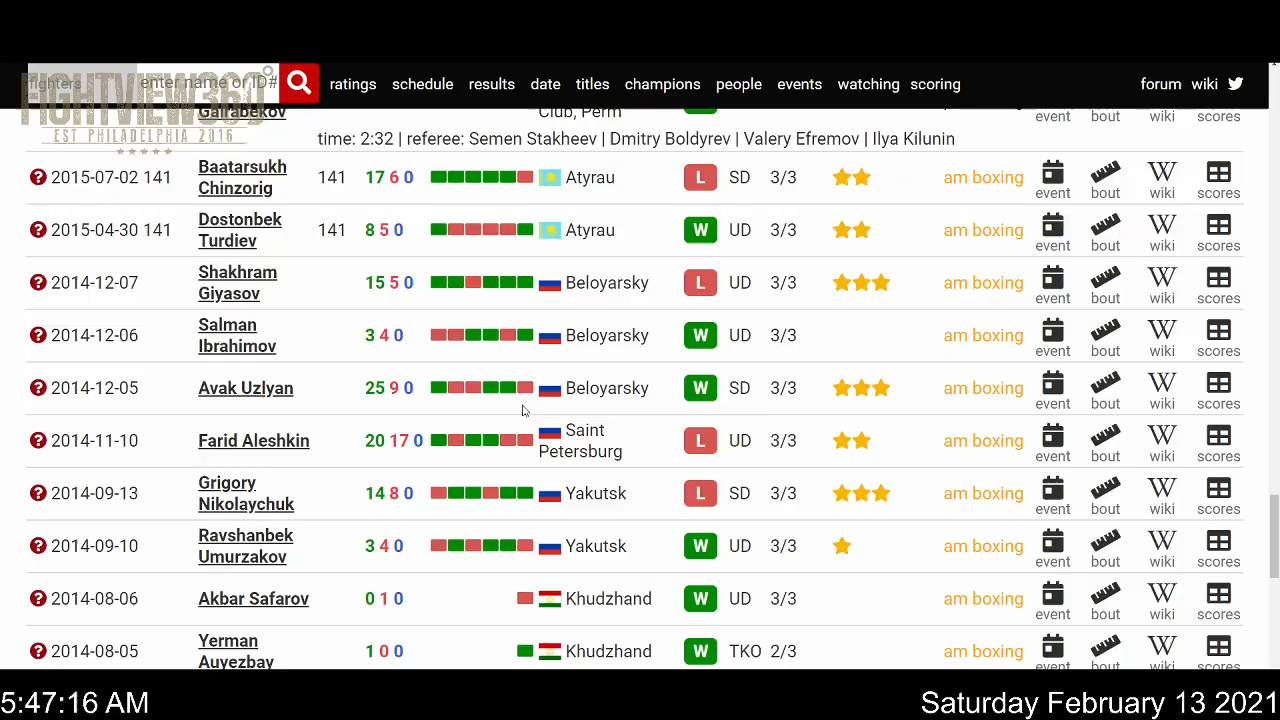 fighters enter name or ID# ratings schedule results date titles champions people events watching scoring forum wiki
FIGHTVIEW360°
EST PHILADELPHIA 2016
Gairabekov Club, Perm event bout wiki scores
time: 2:32 | referee: Semen Stakheev | Dmitry Boldyrev | Valery Efremov | Ilya Kilunin
2015-07-02 141 Baatarsukh Chinzorig 141 17 6 0 Atyrau L SD 3/3 am boxing event bout wiki scores
2015-04-30 141 Dostonbek Turdiev 141 8 5 0 Atyrau W UD 3/3 am boxing event bout wiki scores
2014-12-07 Shakhram Giyasov 15 5 0 Beloyarsky L UD 3/3 am boxing event bout wiki scores
2014-12-06 Salman Ibrahimov 3 4 0 Beloyarsky W UD 3/3 am boxing event bout wiki scores
2014-12-05 Avak Uzlyan 25 9 0 Beloyarsky W SD 3/3 am boxing event bout wiki scores
2014-11-10 Farid Aleshkin 20 17 0 Saint Petersburg L UD 3/3 am boxing event bout wiki scores
2014-09-13 Grigory Nikolaychuk 14 8 0 Yakutsk L SD 3/3 am boxing event bout wiki scores
2014-09-10 Ravshanbek Umurzakov 3 4 0 Yakutsk W UD 3/3 am boxing event bout wiki scores
2014-08-06 Akbar Safarov 0 1 0 Khudzhand W UD 3/3 am boxing event bout wiki scores
2014-08-05 Yerman Auyezbay 1 0 0 Khudzhand W TKO 2/3 am boxing event bout wiki scores
5:47:16 AM Saturday February 13 2021